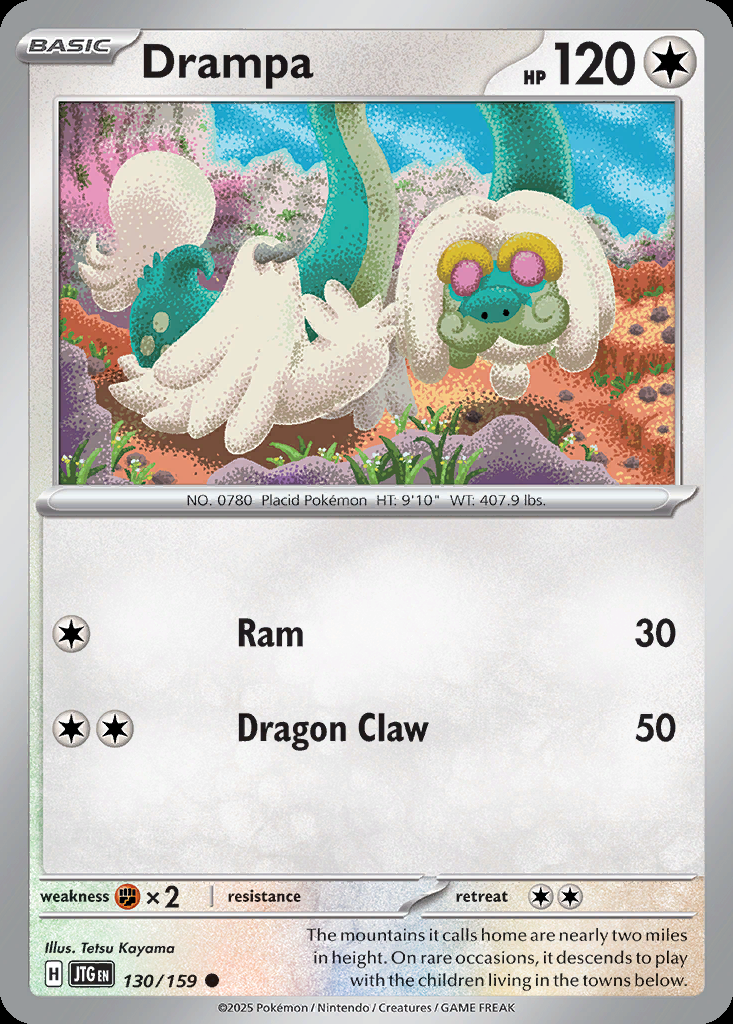 BASIC
Drampa
HP 120
NO. 0780 Placid Pokémon HT: 9'10" WT: 407.9 lbs.
Ram 30
Dragon Claw 50
weakness ×2 resistance retreat
Illus. Tetsu Kayama
The mountains it calls home are nearly two miles
in height. On rare occasions, it descends to play
with the children living in the towns below.
H JTG EN 130/159
©2025 Pokémon / Nintendo / Creatures / GAME FREAK